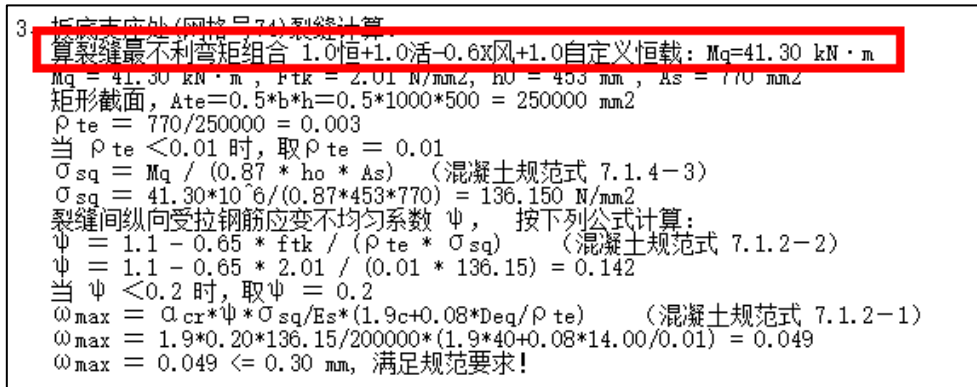 3. 板底支座处(网格号74)裂缝计算:
算裂缝最不利弯矩组合 1.0恒+1.0活-0.6X风+1.0自定义恒载: Mq=41.30 kN·m
Mq = 41.30 kN·m , Ftk = 2.01 N/mm2, h0 = 453 mm , As = 770 mm2
矩形截面, Ate=0.5*b*h=0.5*1000*500 = 250000 mm2
ρte = 770/250000 = 0.003
当 ρte <0.01 时, 取ρte = 0.01
σsq = Mq / (0.87 * ho * As) (混凝土规范式 7.1.4-3)
σsq = 41.30*10^6/(0.87*453*770) = 136.150 N/mm2
裂缝间纵向受拉钢筋应变不均匀系数 ψ, 按下列公式计算:
ψ = 1.1 - 0.65 * ftk / (ρte * σsq) (混凝土规范式 7.1.2-2)
ψ = 1.1 - 0.65 * 2.01 / (0.01 * 136.15) = 0.142
当 ψ <0.2 时, 取ψ = 0.2
ωmax = αcr*ψ*σsq/Es*(1.9c+0.08*Deq/ρte) (混凝土规范式 7.1.2-1)
ωmax = 1.9*0.20*136.15/200000*(1.9*40+0.08*14.00/0.01) = 0.049
ωmax = 0.049 <= 0.30 mm, 满足规范要求!